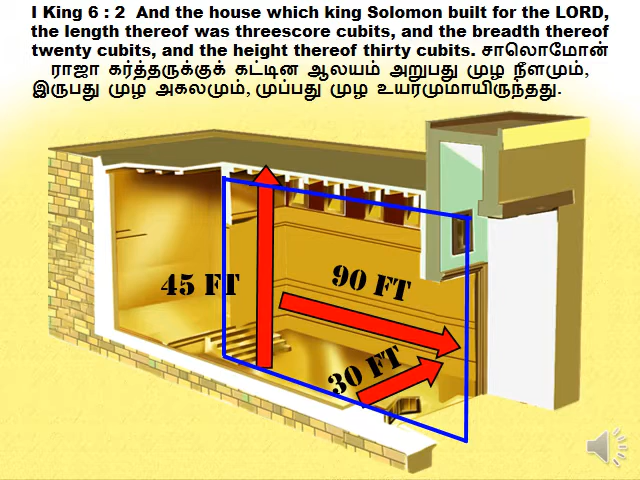 I King 6 : 2  And the house which king Solomon built for the LORD,
the length thereof was threescore cubits, and the breadth thereof
twenty cubits, and the height thereof thirty cubits. சாலொமோன்
ராஜா கர்த்தருக்குக் கட்டின ஆலயம் அறுபது முழ நீளமும்,
இருபது முழ அகலமும், முப்பது முழ உயரமுமாயிருந்தது.
45 FT
90 FT
30 FT